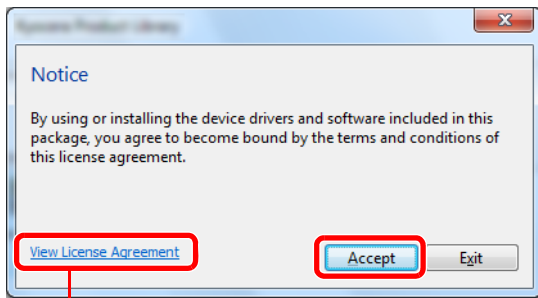 Notice
By using or installing the device drivers and software included in this
package, you agree to become bound by the terms and conditions of
this license agreement.
View License Agreement
Accept
Exit